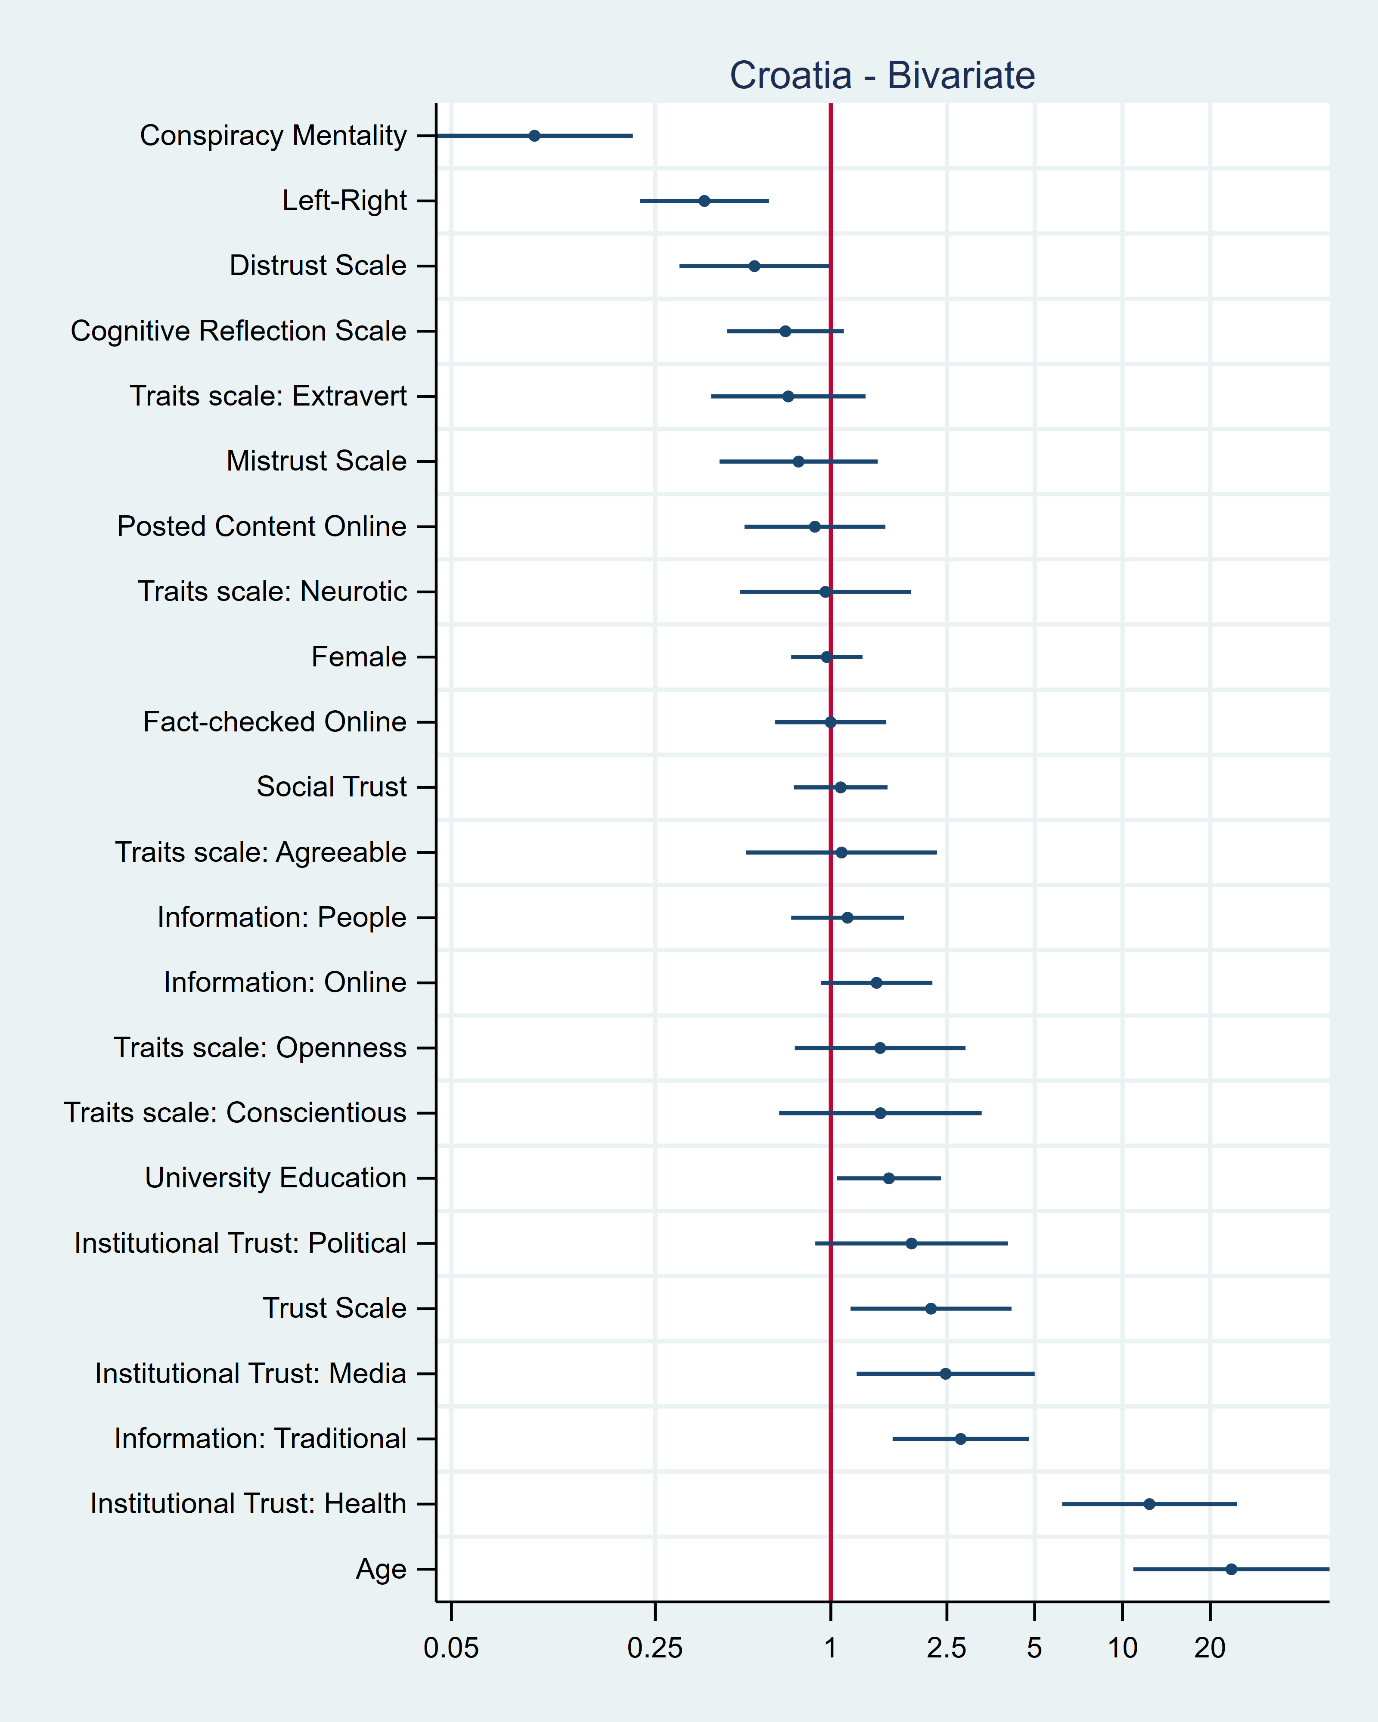 Croatia - Bivariate
Conspiracy Mentality
Left-Right
Distrust Scale
Cognitive Reflection Scale
Traits scale: Extravert
Mistrust Scale
Posted Content Online
Traits scale: Neurotic
Female
Fact-checked Online
Social Trust
Traits scale: Agreeable
Information: People
Information: Online
Traits scale: Openness
Traits scale: Conscientious
University Education
Institutional Trust: Political
Trust Scale
Institutional Trust: Media
Information: Traditional
Institutional Trust: Health
Age
0.05 0.25 1 2.5 5 10 20